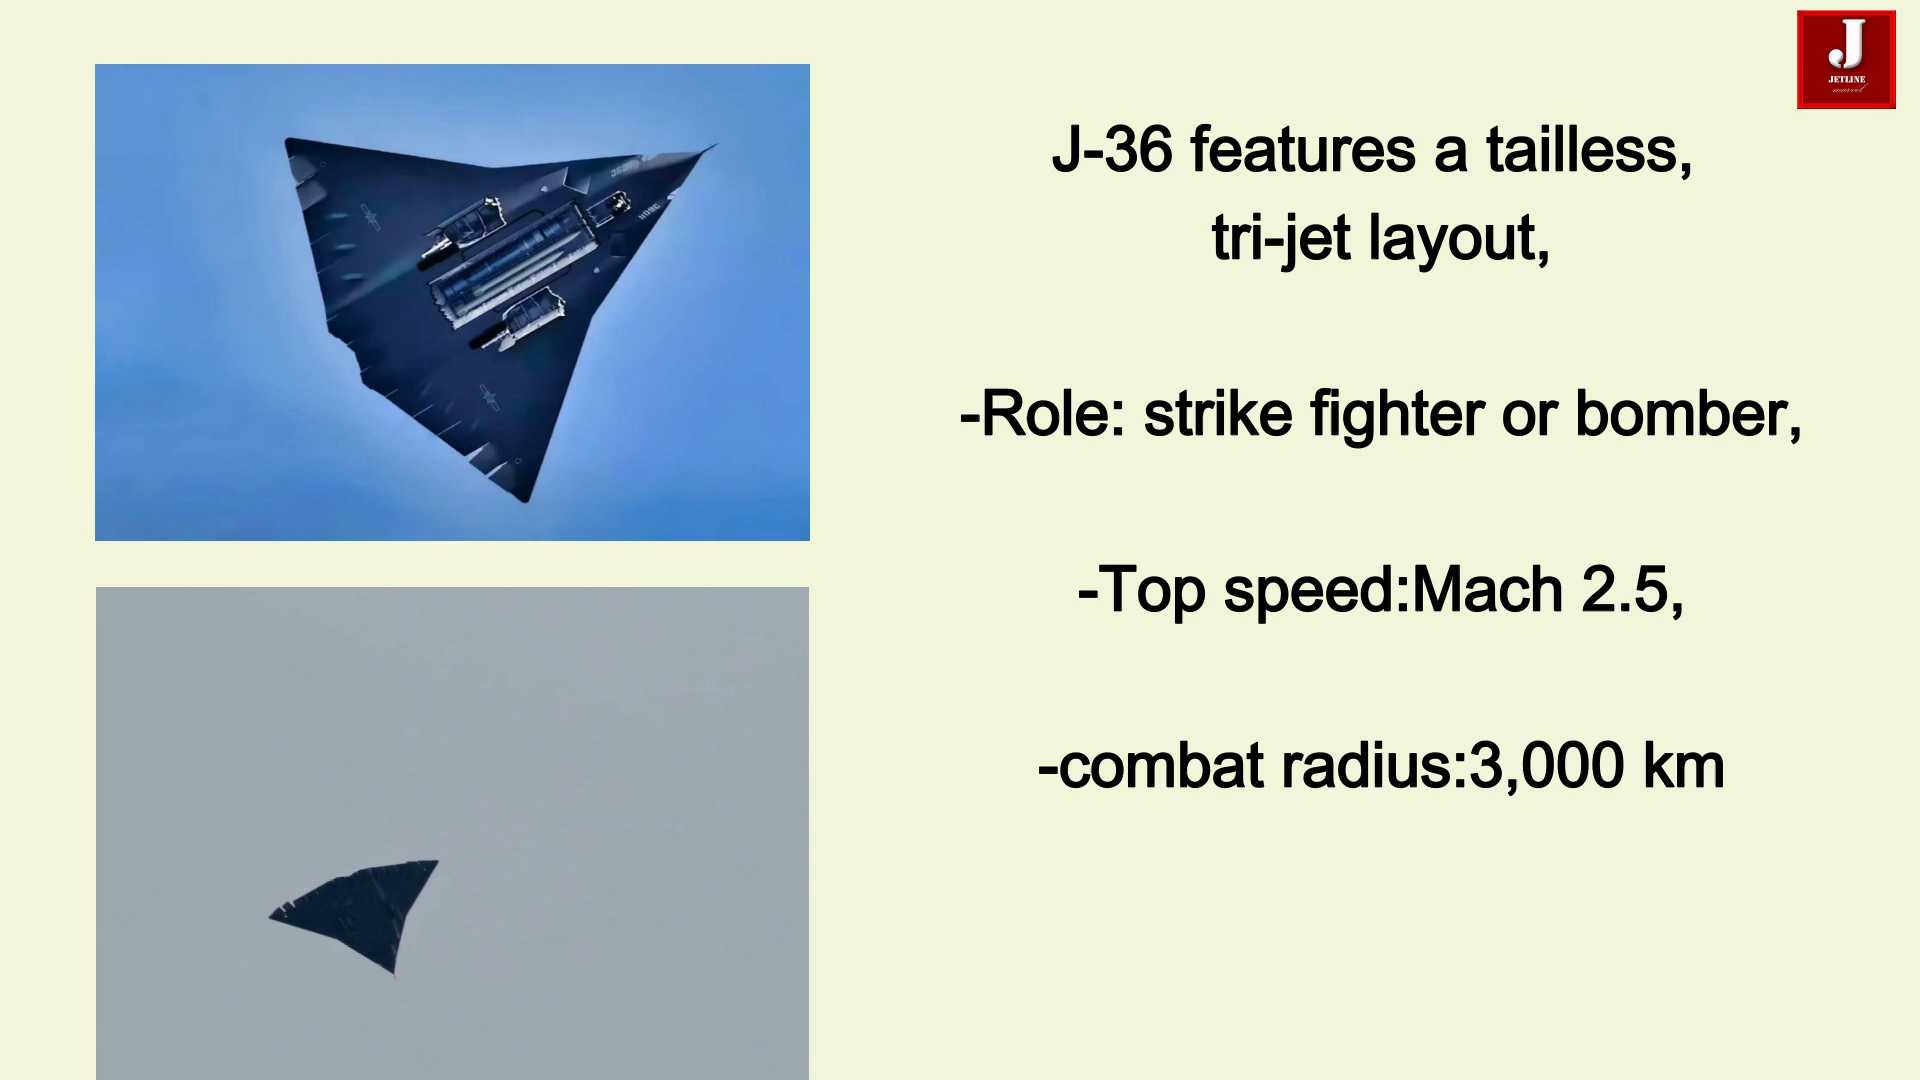 J
JETLINE
marvel
J-36 features a tailless,
tri-jet layout,
-Role: strike fighter or bomber,
-Top speed:Mach 2.5,
-combat radius:3,000 km